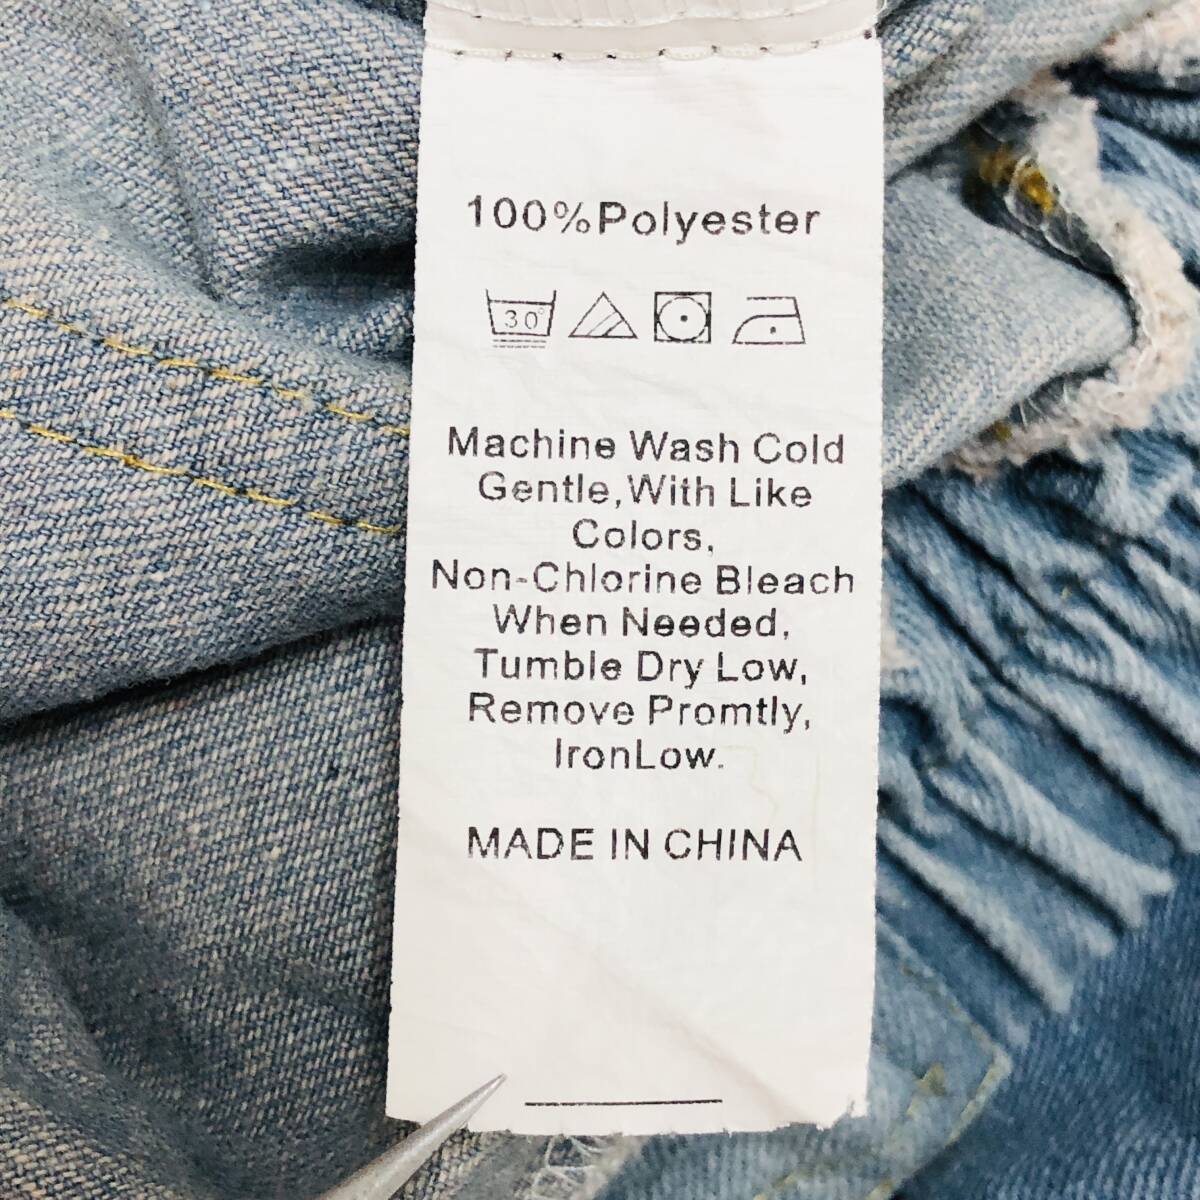 100%Polyester
30°
Machine Wash Cold
Gentle,With Like
Colors,
Non-Chlorine Bleach
When Needed,
Tumble Dry Low,
Remove Promtly,
IronLow.
MADE IN CHINA